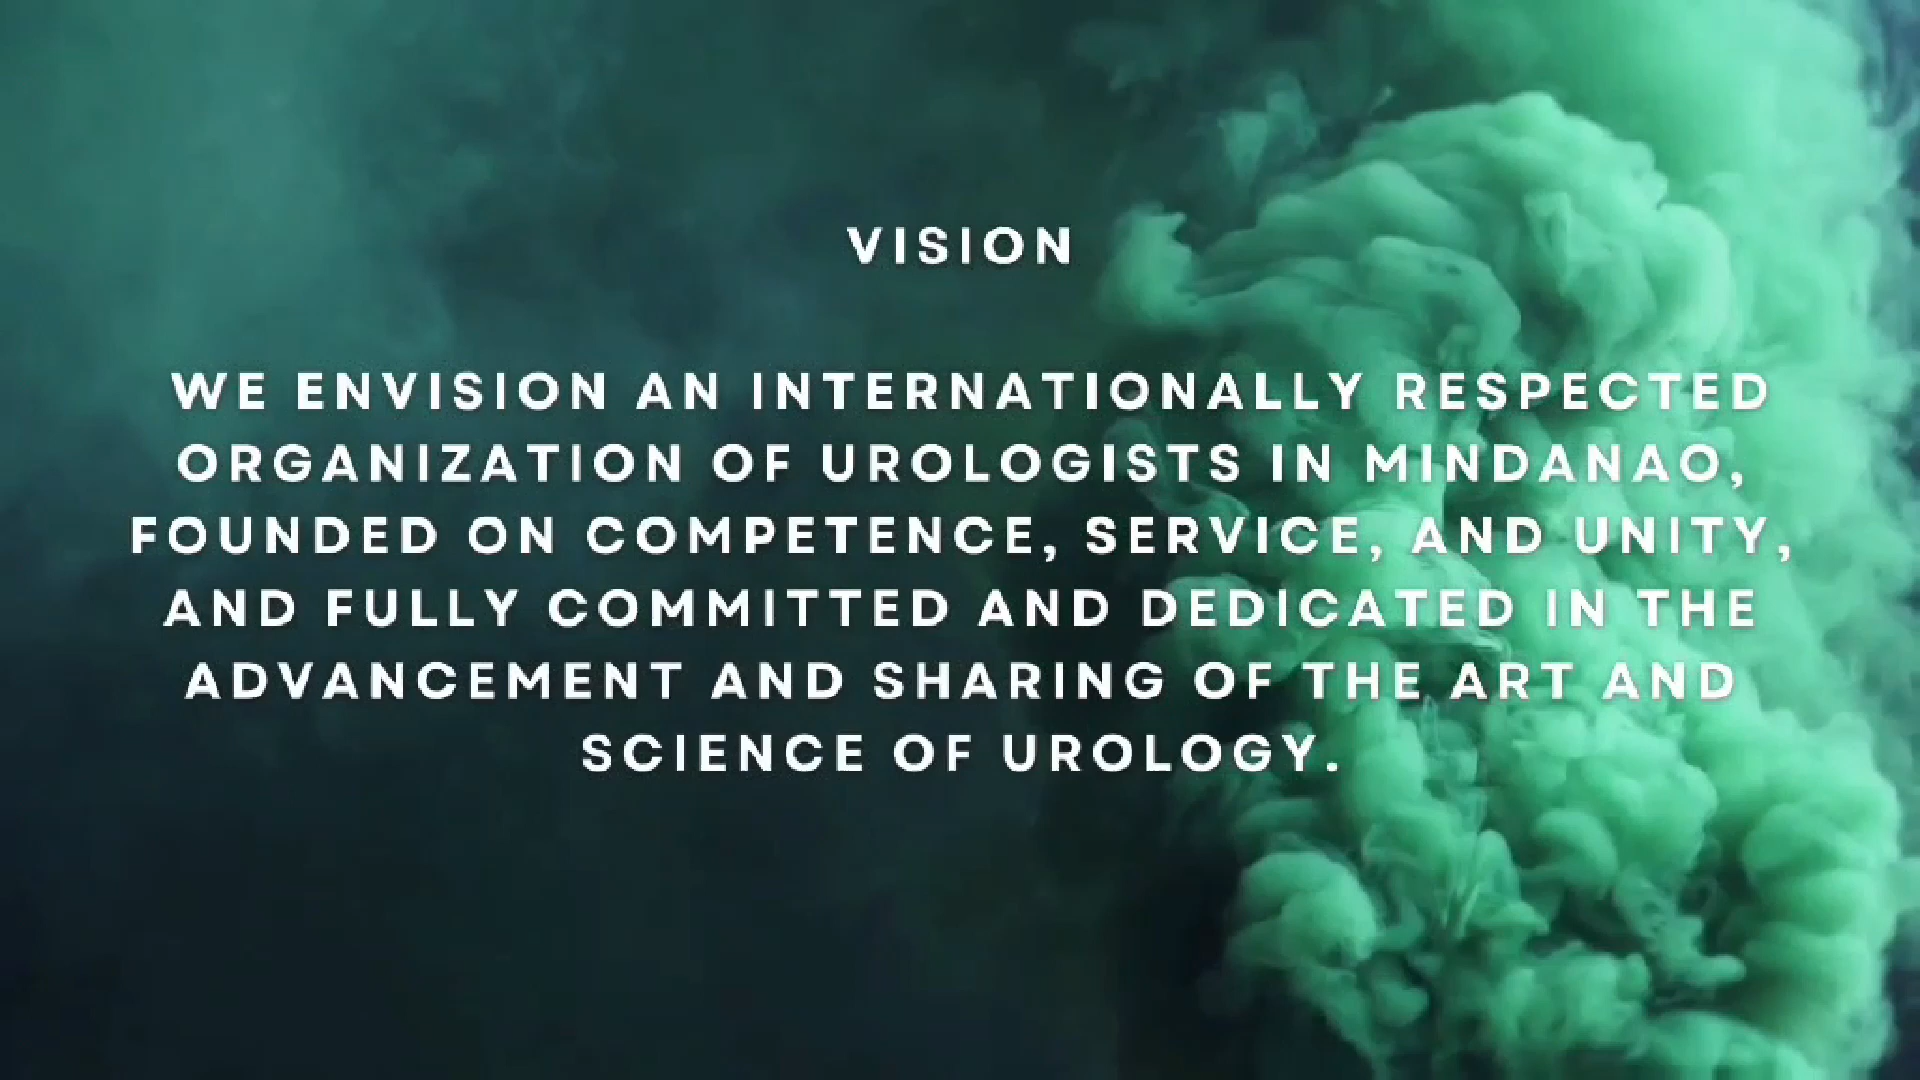 VISION
WE ENVISION AN INTERNATIONALLY RESPECTED
ORGANIZATION OF UROLOGISTS IN MINDANAO,
FOUNDED ON COMPETENCE, SERVICE, AND UNITY,
AND FULLY COMMITTED AND DEDICATED IN THE
ADVANCEMENT AND SHARING OF THE ART AND
SCIENCE OF UROLOGY.